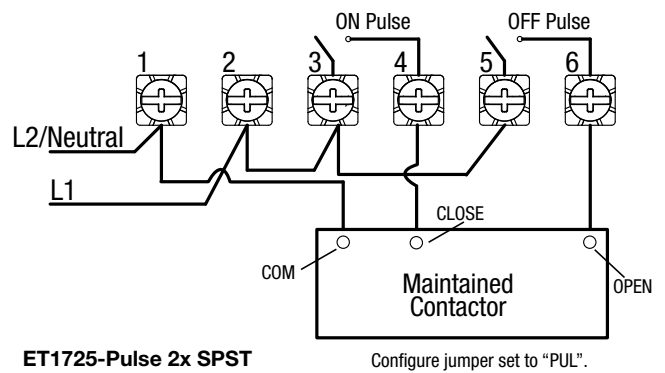 ON Pulse
OFF Pulse
1 2 3 4 5 6
L2/Neutral
L1
CLOSE
COM
OPEN
Maintained
Contactor
ET1725-Pulse 2x SPST
Configure jumper set to “PUL”.